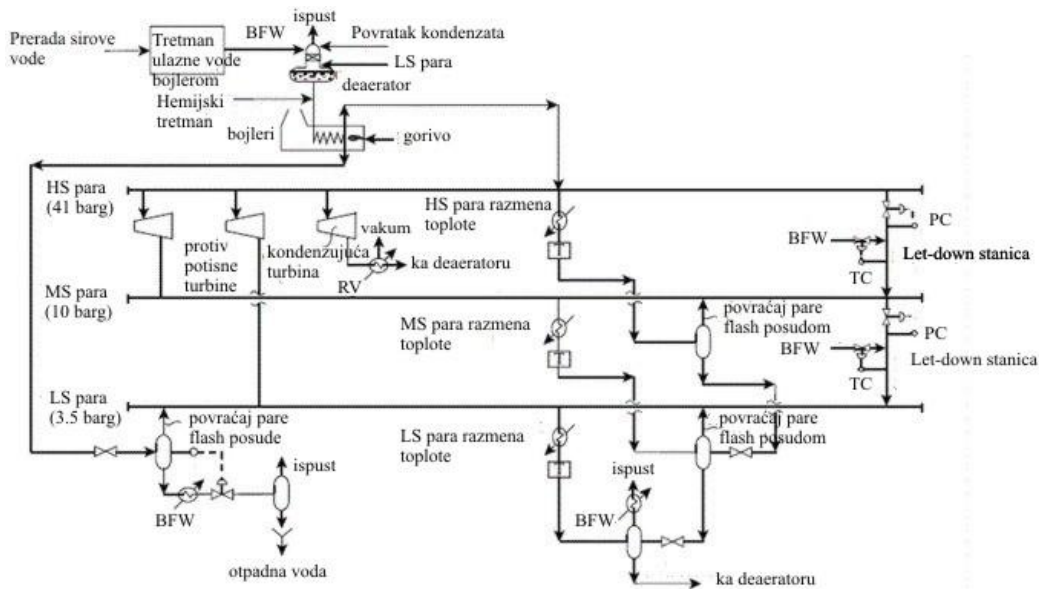 ispust
BFW
Povratak kondenzata
Prerada sirove
vode
Tretman
ulazne vode
bojlerom
LS para
deaerator
Hemijski
tretman
bojleri
gorivo
HS para
(41 barg)
HS para razmena
toplote
PC
BFW
Let-down stanica
TC
protiv
potisne
turbine
kondenzujuća
turbina
vakum
ka deaeratoru
RV
MS para
(10 barg)
MS para razmena
toplote
povraćaj pare
flash posudom
PC
BFW
Let-down stanica
TC
LS para
(3.5 barg)
povraćaj pare
flash posude
LS para razmena
toplote
povraćaj pare
flash posudom
ispust
ispust
BFW
BFW
otpadna voda
ka deaeratoru
T
T
T